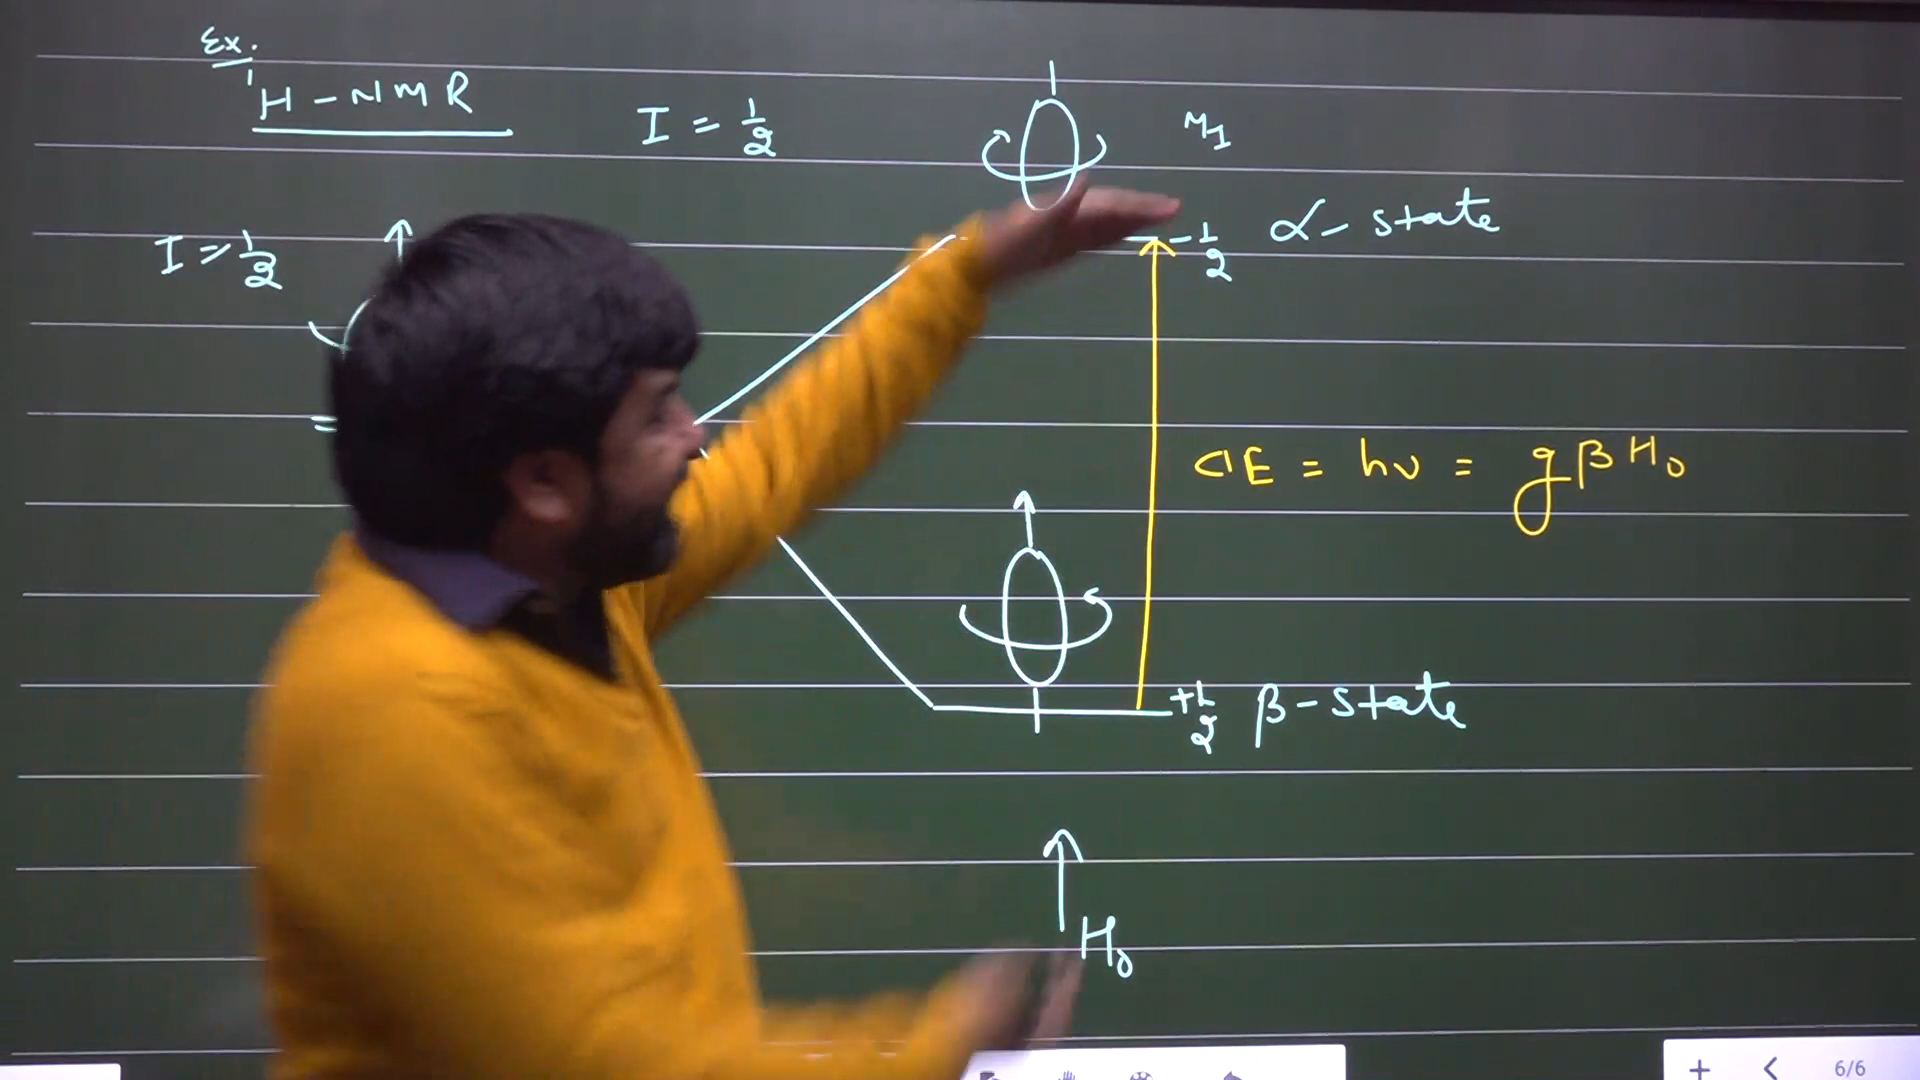 Ex.
¹H-NMR
I = 1/2
M_I
-1/2 α-state
I = 1/2
=
ΔE = hν = gβH₀
+1/2 β-state
H₀
6/6